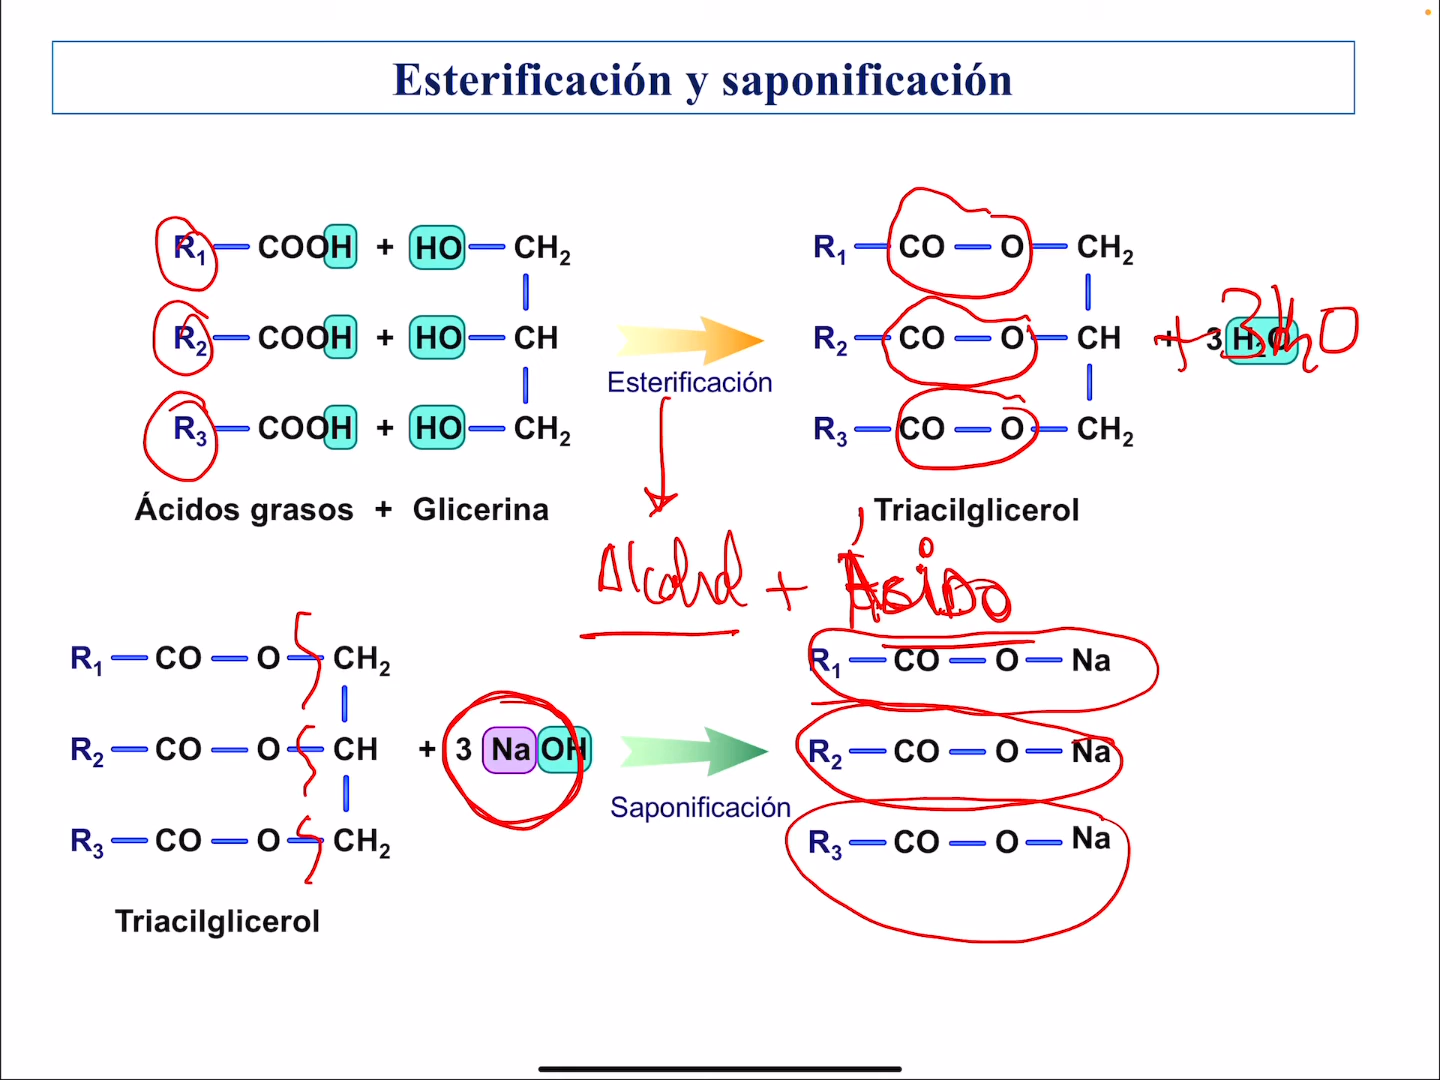 Esterificación y saponificación
R1 — COOH + HO — CH2
R2 — COOH + HO — CH
R3 — COOH + HO — CH2
Ácidos grasos + Glicerina
Esterificación
R1 — CO — O — CH2
R2 — CO — O — CH + 3 H2O
R3 — CO — O — CH2
+ 3H2O
Triacilglicerol
Alcohol + Ácido
R1 — CO — O — CH2
R2 — CO — O — CH + 3 NaOH
R3 — CO — O — CH2
Triacilglicerol
Saponificación
R1 — CO — O — Na
R2 — CO — O — Na
R3 — CO — O — Na